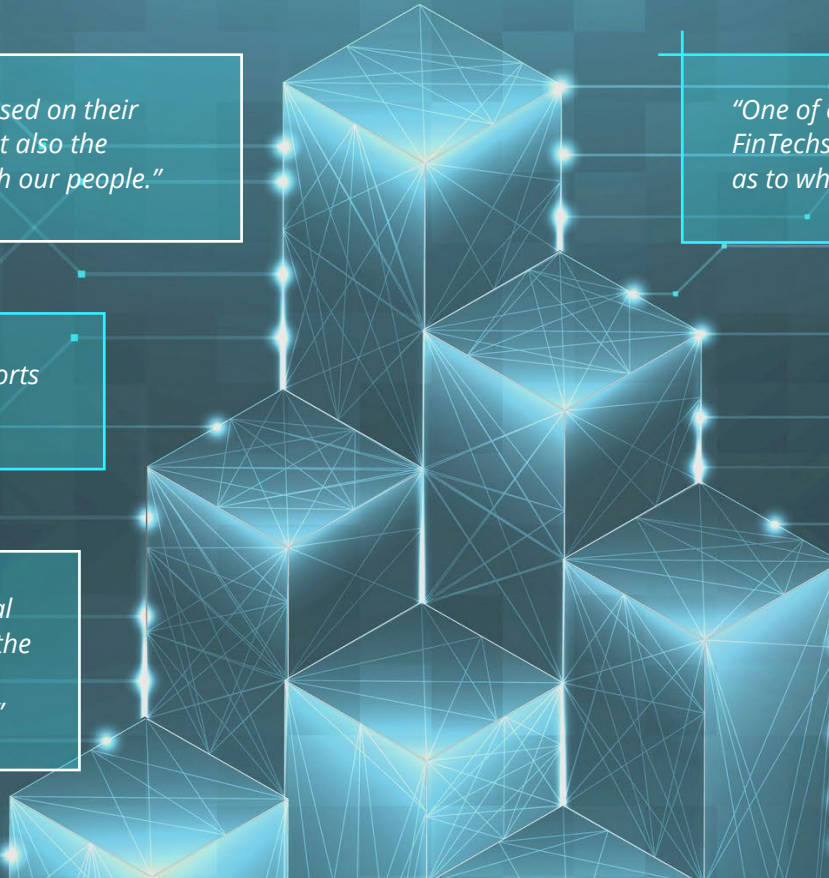 sed on their
t also the
h our people.”
“One of
FinTechs
as to wh
orts
al
the
”